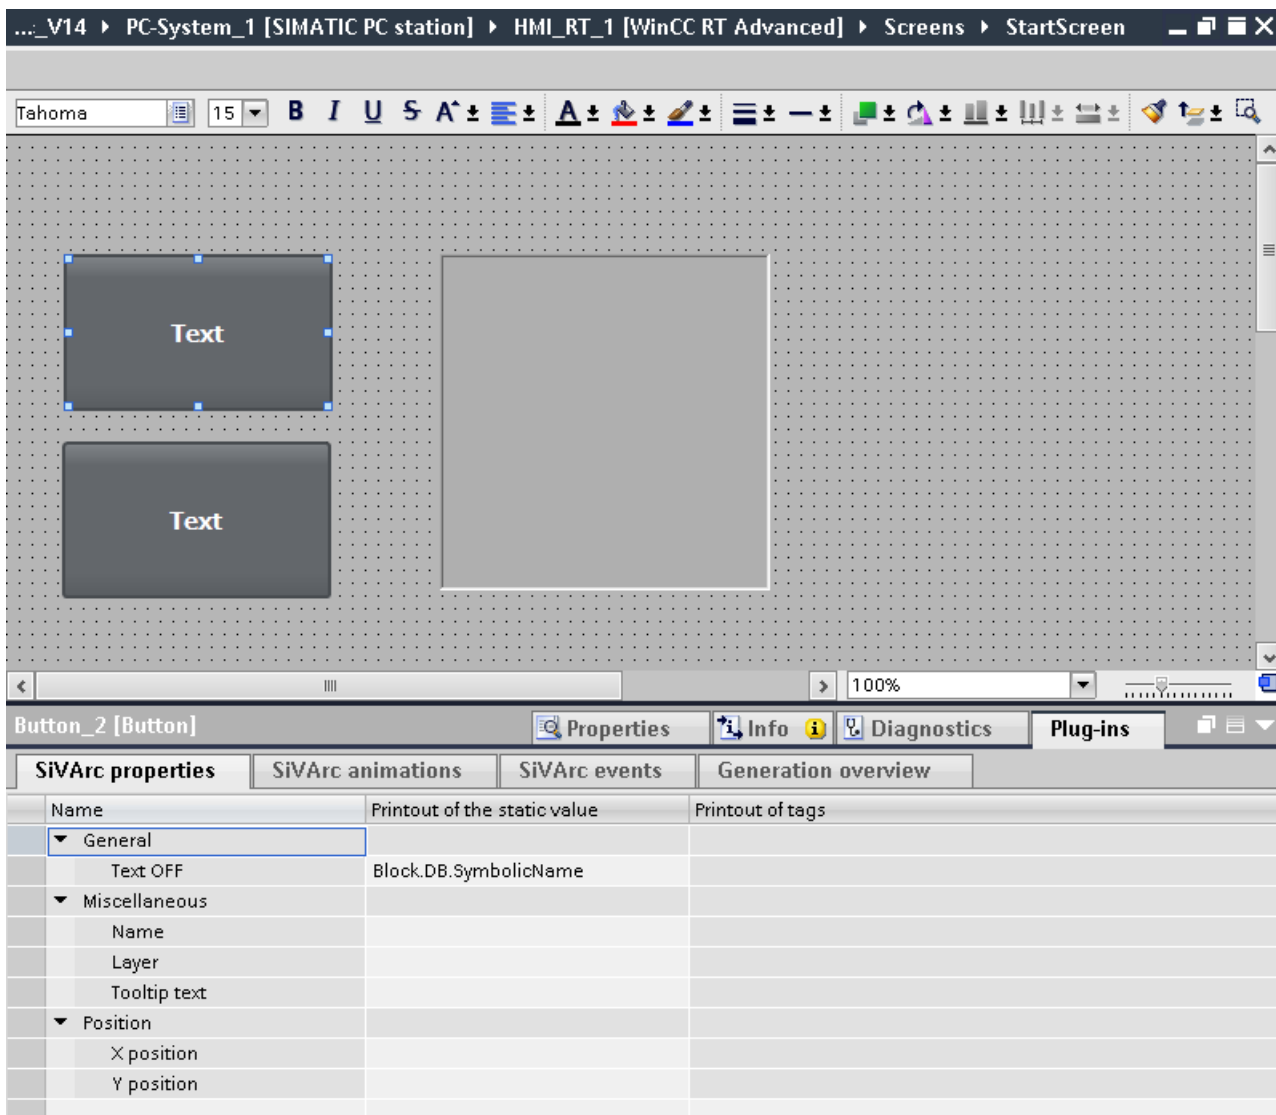 ..._V14 ▸ PC-System_1 [SIMATIC PC station] ▸ HMI_RT_1 [WinCC RT Advanced] ▸ Screens ▸ StartScreen
Tahoma 15 B I U S A A
Text
Text
100%
Button_2 [Button] Properties Info Diagnostics Plug-ins
SiVArc properties SiVArc animations SiVArc events Generation overview
Name Printout of the static value Printout of tags
General
Text OFF Block.DB.SymbolicName
Miscellaneous
Name
Layer
Tooltip text
Position
X position
Y position